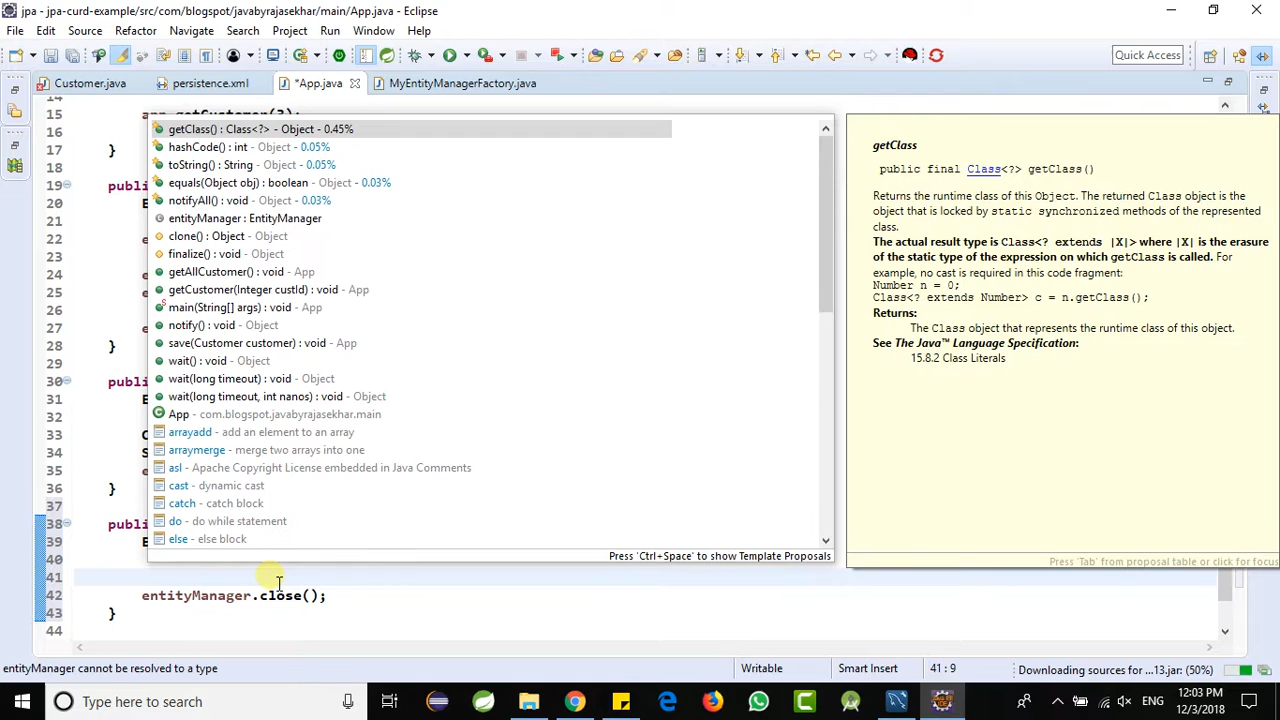 jpa - jpa-curd-example/src/com/blogspot/javabyrajasekhar/main/App.java - Eclipse
File Edit Source Refactor Navigate Search Project Run Window Help
Quick Access
Customer.java persistence.xml *App.java MyEntityManagerFactory.java
14
15
16
17 }
18
19 publi
20 E
21
22 e
23
24 e
25
26 e
27
28 }
29
30 publi
31 E
32
33 C
34 S
35 e
36 }
37
38 publi
39 E
40
41
42 entityManager.close();
43 }
44
getClass() : Class<?> - Object - 0.45%
hashCode() : int - Object - 0.05%
toString() : String - Object - 0.05%
equals(Object obj) : boolean - Object - 0.03%
notifyAll() : void - Object - 0.03%
entityManager : EntityManager
clone() : Object - Object
finalize() : void - Object
getAllCustomer() : void - App
getCustomer(Integer custId) : void - App
main(String[] args) : void - App
notify() : void - Object
save(Customer customer) : void - App
wait() : void - Object
wait(long timeout) : void - Object
wait(long timeout, int nanos) : void - Object
App - com.blogspot.javabyrajasekhar.main
arrayadd - add an element to an array
arraymerge - merge two arrays into one
asl - Apache Copyright License embedded in Java Comments
cast - dynamic cast
catch - catch block
do - do while statement
else - else block
Press 'Ctrl+Space' to show Template Proposals
getClass
public final Class<?> getClass()
Returns the runtime class of this Object. The returned Class object is the
object that is locked by static synchronized methods of the represented
class.
The actual result type is Class<? extends |X|> where |X| is the erasure
of the static type of the expression on which getClass is called. For
example, no cast is required in this code fragment:
Number n = 0;
Class<? extends Number> c = n.getClass();
Returns:
The Class object that represents the runtime class of this object.
See The Java™ Language Specification:
15.8.2 Class Literals
Press 'Tab' from proposal table or click for focus
entityManager cannot be resolved to a type Writable Smart Insert 41 : 9 Downloading sources for ...13.jar: (50%)
Type here to search
ENG
12:03 PM
12/3/2018